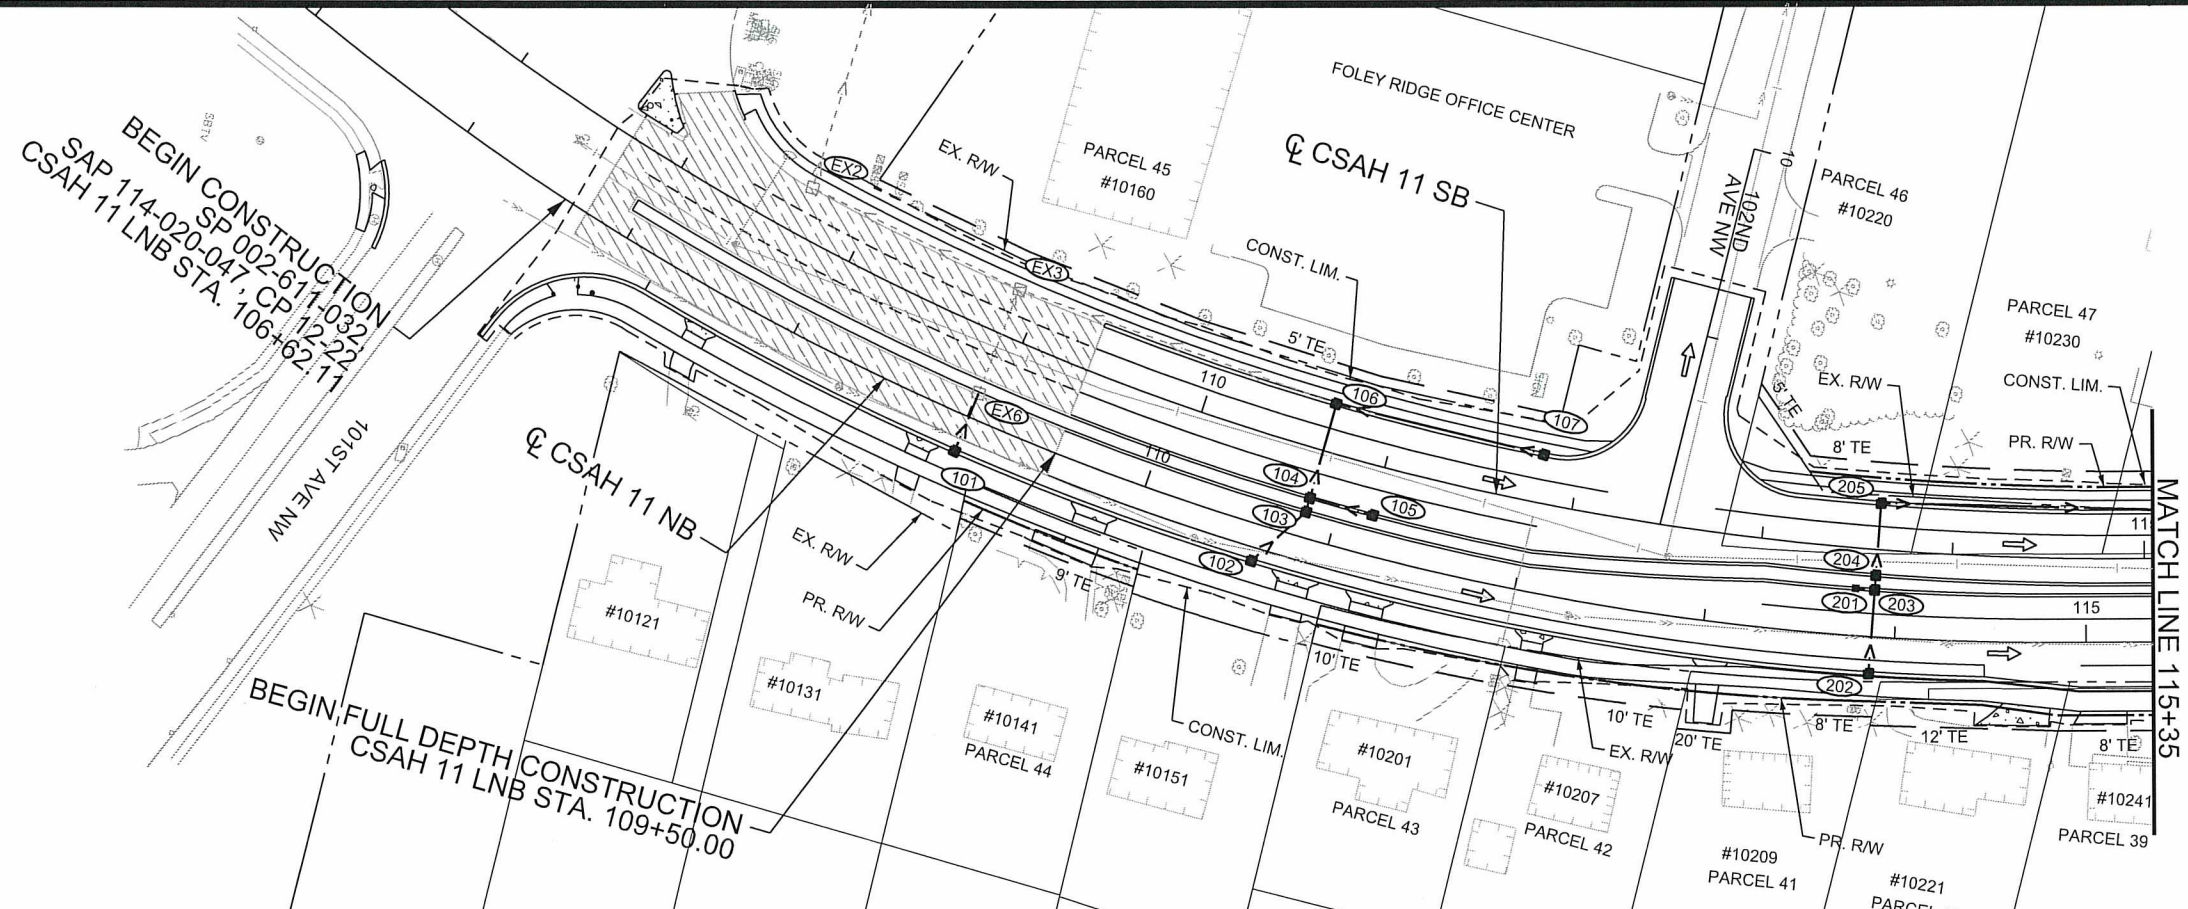 BEGIN CONSTRUCTION
SP 002-611-032,
SAP 114-020-047, CP 12-22
CSAH 11 LNB STA. 106+62.11
101ST AVE NW
BEGIN FULL DEPTH CONSTRUCTION
CSAH 11 LNB STA. 109+50.00
℄ CSAH 11 NB
EX2
EX. R/W
EX3
PARCEL 45
#10160
FOLEY RIDGE OFFICE CENTER
℄ CSAH 11 SB
CONST. LIM.
5' TE
110
106
107
102ND
AVE NW
10
PARCEL 46
#10220
PARCEL 47
#10230
EX. R/W
CONST. LIM.
PR. R/W
5' TE
8' TE
205
204
201
203
202
115
MATCH LINE 115+35
EX6
101
110
104
103
105
102
EX. R/W
PR. R/W
9' TE
#10121
#10131
#10141
PARCEL 44
#10151
CONST. LIM.
10' TE
#10201
PARCEL 43
#10207
PARCEL 42
10' TE
EX. R/W
20' TE
8' TE
12' TE
8' TE
PR. R/W
#10209
PARCEL 41
#10221
#10241
PARCEL 39
SIGN